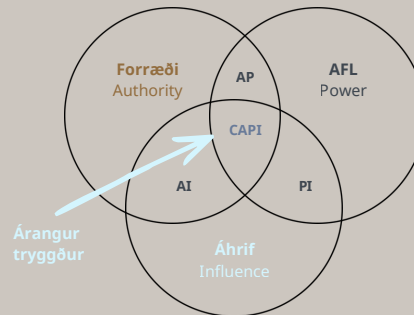 Forræði
Authority
AP
AFL
Power
CAPI
AI
PI
Árangur
tryggður
Áhrif
Influence